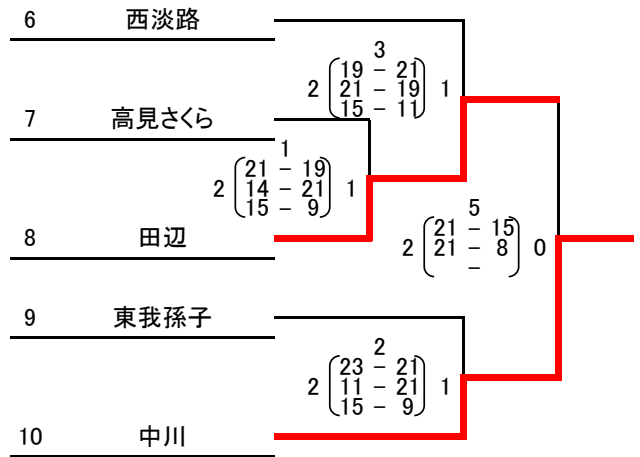 6 西淡路
3
19 - 21
2 21 - 19 1
15 - 11
7 高見さくら
1
21 - 19
2 14 - 21 1
15 - 9
8 田辺
5
21 - 15
2 21 - 8 0
-
9 東我孫子
2
23 - 21
2 11 - 21 1
15 - 9
10 中川